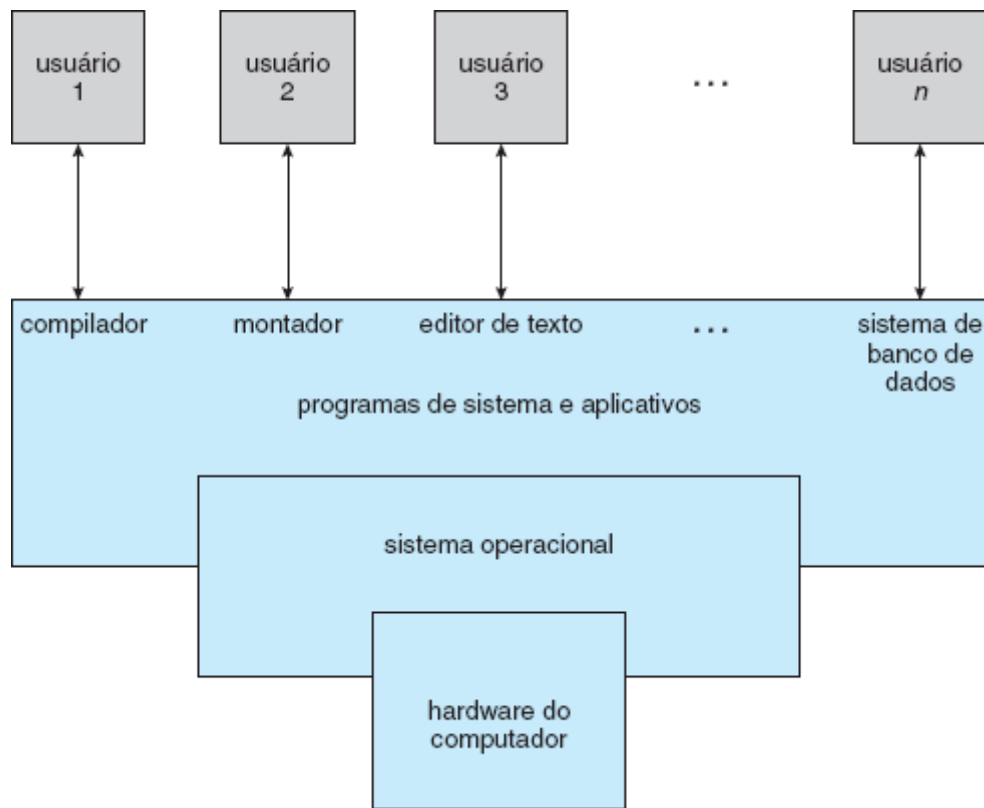 usuário
1
usuário
2
usuário
3
...
usuário
n
compilador
montador
editor de texto
...
sistema de
banco de
dados
programas de sistema e aplicativos
sistema operacional
hardware do
computador